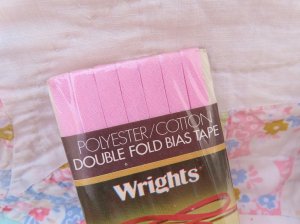 POLYESTER/COTTON
DOUBLE FOLD BIAS TAPE
Wrights®